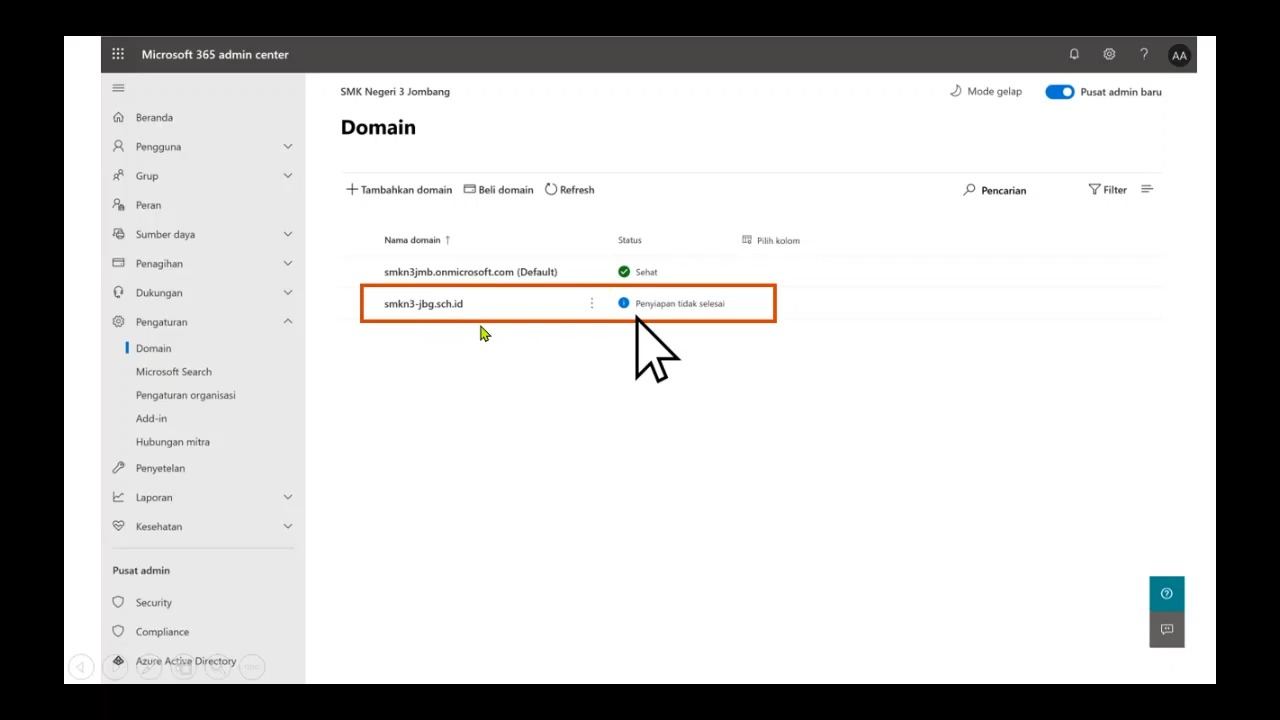 Microsoft 365 admin center
AA
SMK Negeri 3 Jombang
Mode gelap
Pusat admin baru
Domain
Tambahkan domain
Beli domain
Refresh
Pencarian
Filter
Nama domain ↑
Status
Pilih kolom
smkn3jmb.onmicrosoft.com (Default)
Sehat
smkn3-jbg.sch.id
Penyiapan tidak selesai
Beranda
Pengguna
Grup
Peran
Sumber daya
Penagihan
Dukungan
Pengaturan
Domain
Microsoft Search
Pengaturan organisasi
Add-in
Hubungan mitra
Penyetelan
Laporan
Kesehatan
Pusat admin
Security
Compliance
Azure Active Directory